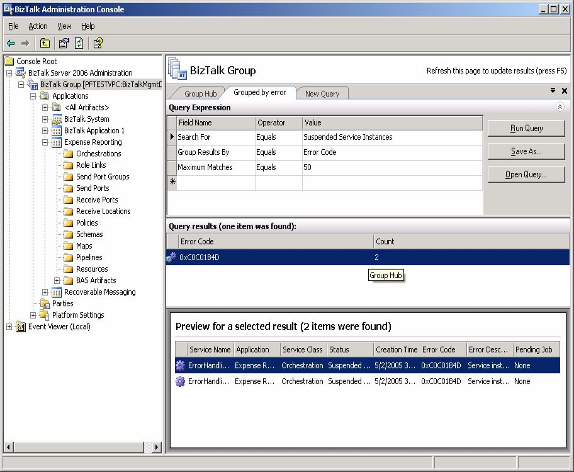 BizTalk Administration Console
File Action View Help
Console Root
BizTalk Server 2006 Administration
BizTalk Group [PFTESTVPC:BizTalkMgmtD
Applications
<All Artifacts>
BizTalk.System
BizTalk Application 1
Expense Reporting
Orchestrations
Role Links
Send Port Groups
Send Ports
Receive Ports
Receive Locations
Policies
Schemas
Maps
Pipelines
Resources
BAS Artifacts
Recoverable Messaging
Parties
Platform Settings
Event Viewer (Local)
BizTalk Group
Refresh this page to update results (press F5)
Group Hub Grouped by error New Query
Query Expression
Field Name Operator Value
Search For Equals Suspended Service Instances
Group Results By Equals Error Code
Maximum Matches Equals 50
Run Query
Save As...
Open Query...
Query results (one item was found):
Error Code Count
0xC0C01B4D 2
Group Hub
Preview for a selected result (2 items were found)
Service Name Application Service Class Status Creation Time Error Code Error Desc... Pending Job
ErrorHandli... Expense R... Orchestration Suspended ... 5/2/2005 3... 0xC0C01B4D Service inst... None
ErrorHandli... Expense R... Orchestration Suspended ... 5/2/2005 3... 0xC0C01B4D Service inst... None